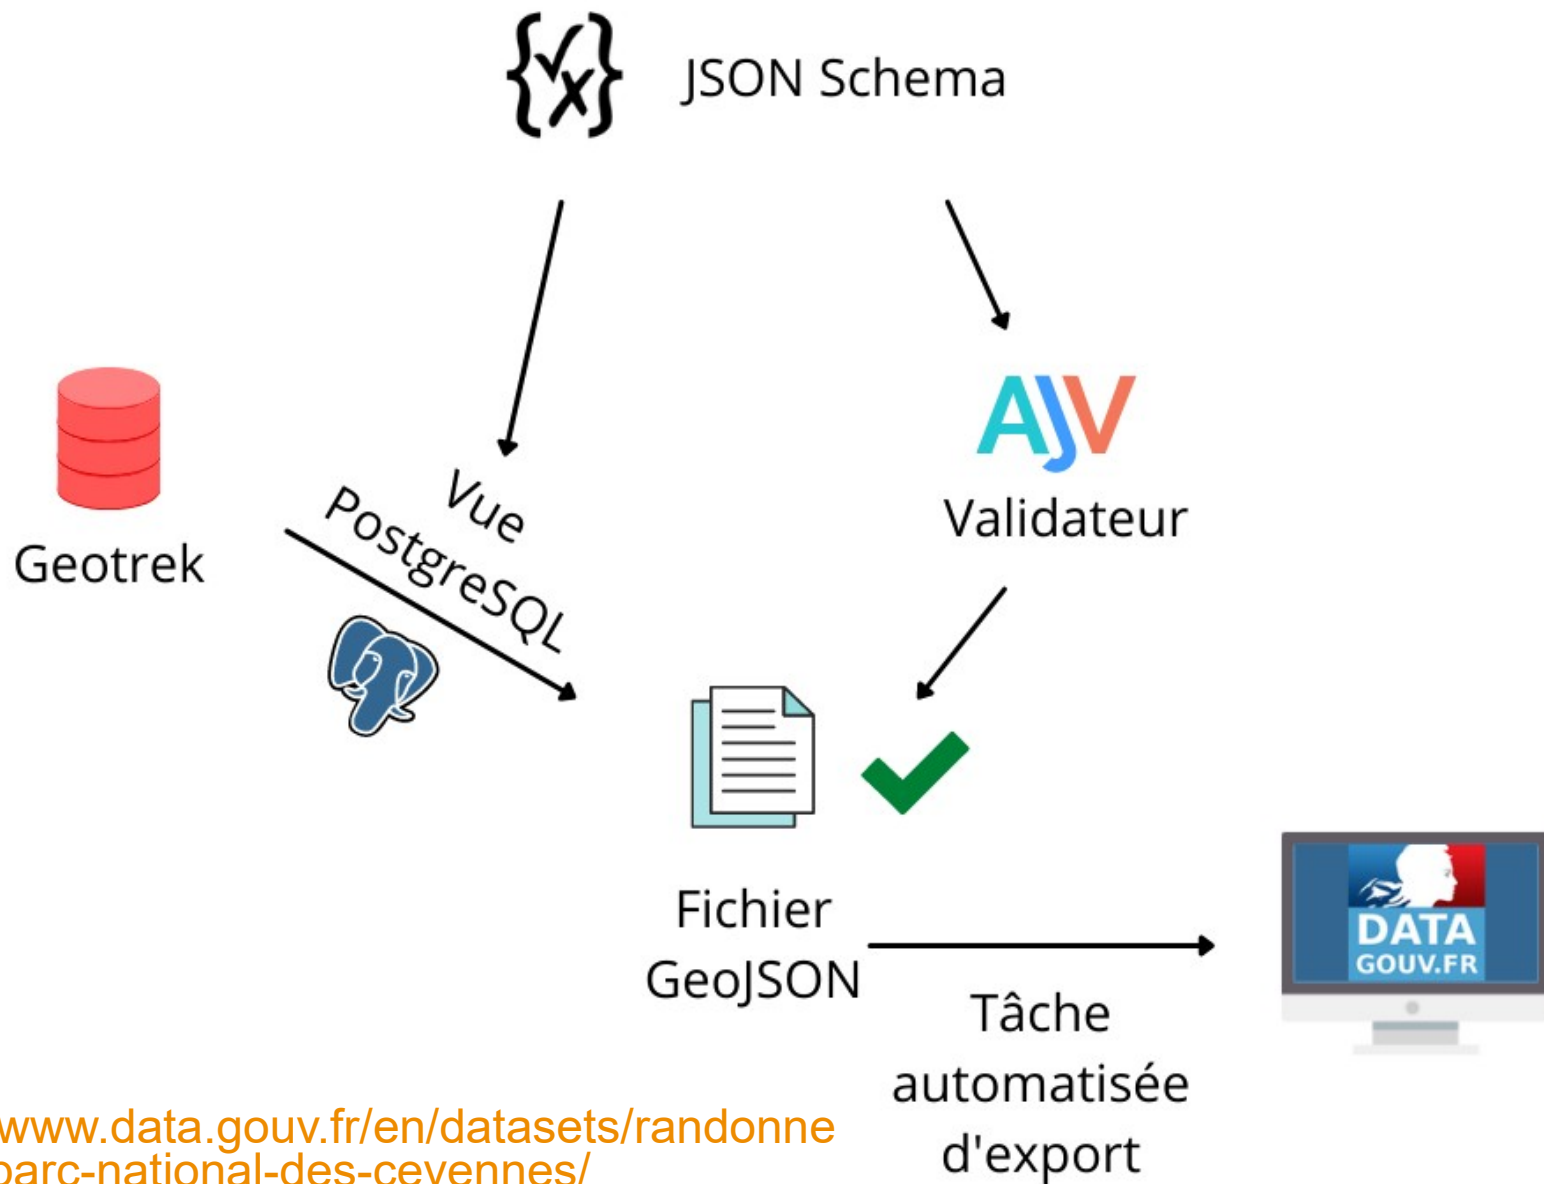 JSON Schema
AJV
Validateur
Vue
PostgreSQL
Geotrek
Fichier
GeoJSON
DATA
GOUV.FR
Tâche
automatisée
d'export
www.data.gouv.fr/en/datasets/randonne
parc-national-des-cevennes/